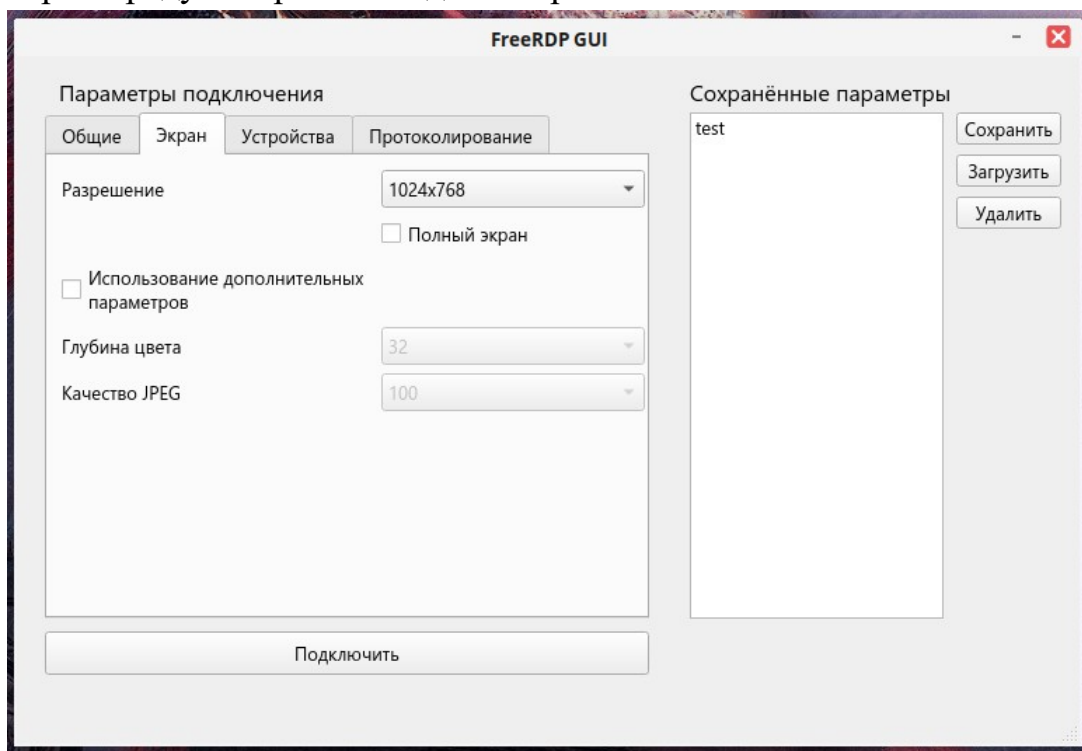 FreeRDP GUI
Параметры подключения
Общие
Экран
Устройства
Протоколирование
Разрешение
1024x768
Полный экран
Использование дополнительных
параметров
Глубина цвета
32
Качество JPEG
100
Подключить
Сохранённые параметры
test
Сохранить
Загрузить
Удалить